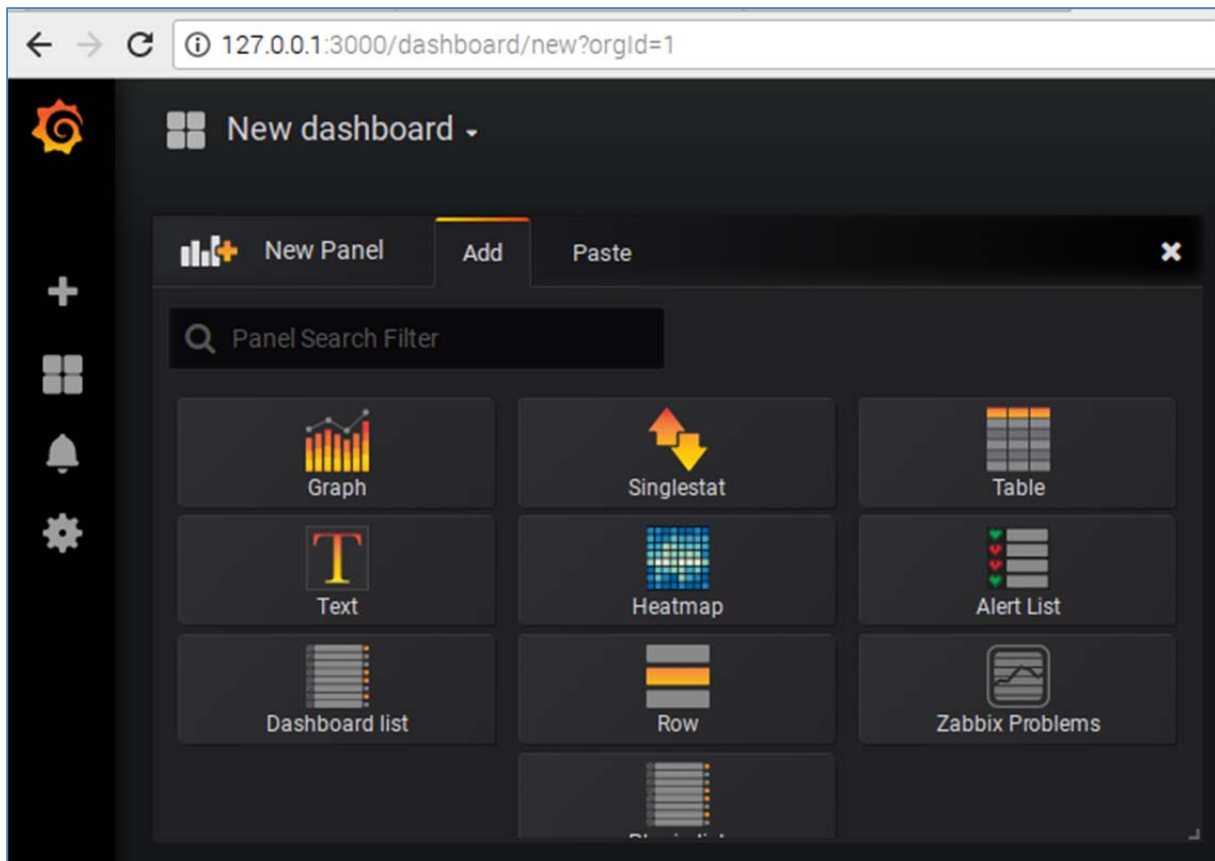 127.0.0.1:3000/dashboard/new?orgId=1
New dashboard
New Panel Add Paste
Panel Search Filter
Graph Singlestat Table
Text Heatmap Alert List
Dashboard list Row Zabbix Problems